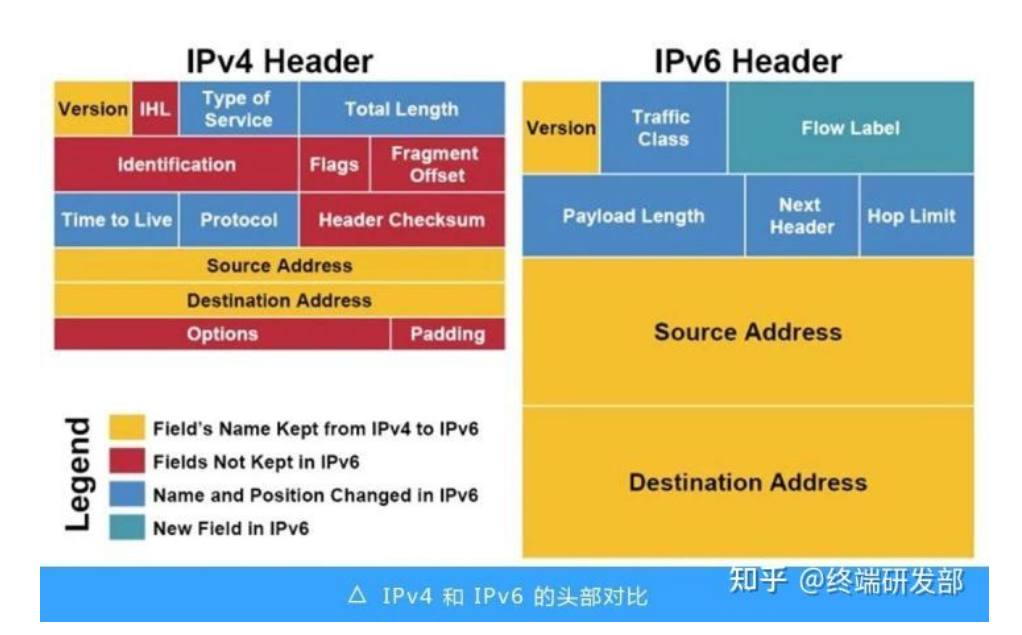 IPv4 Header
Version IHL Type of Service Total Length
Identification Flags Fragment Offset
Time to Live Protocol Header Checksum
Source Address
Destination Address
Options Padding
IPv6 Header
Version Traffic Class Flow Label
Payload Length Next Header Hop Limit
Source Address
Destination Address
Legend
Field's Name Kept from IPv4 to IPv6
Fields Not Kept in IPv6
Name and Position Changed in IPv6
New Field in IPv6
△ IPv4 和 IPv6 的头部对比
知乎 @终端研发部